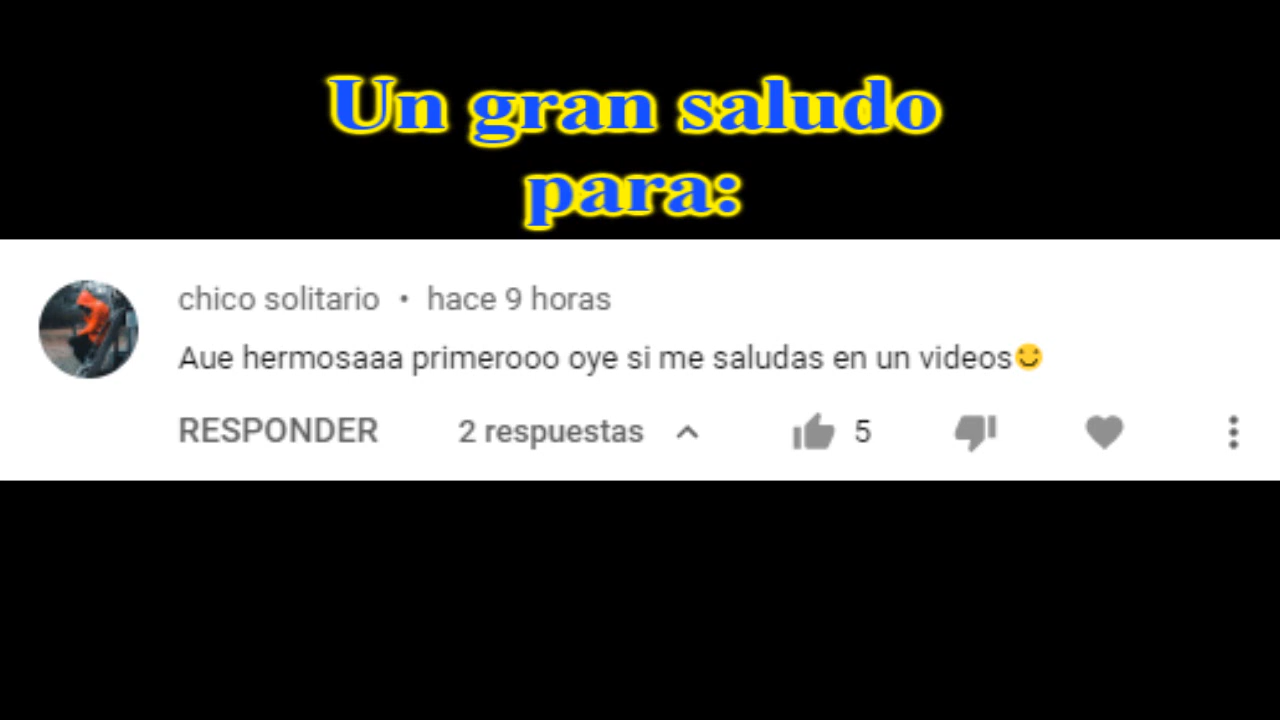 Un gran saludo
para:
chico solitario • hace 9 horas
Aue hermosaaa primerooo oye si me saludas en un videos😊
RESPONDER 2 respuestas 5